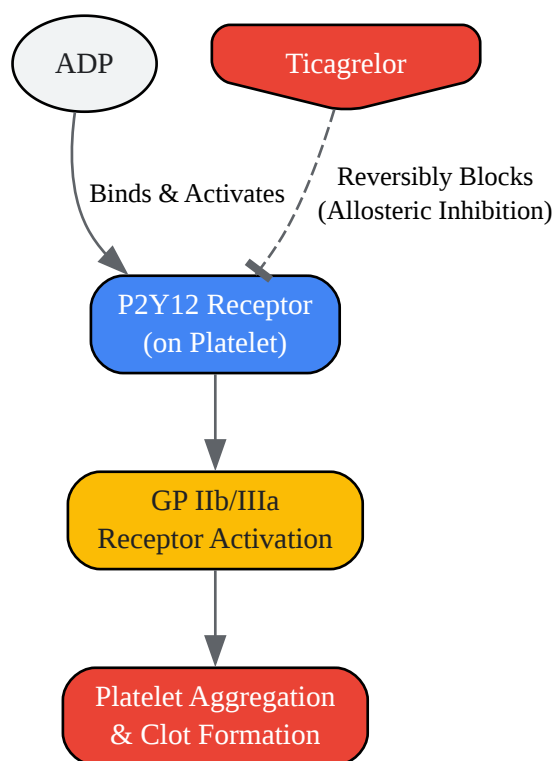 ADP
Ticagrelor
Binds & Activates
Reversibly Blocks
(Allosteric Inhibition)
P2Y12 Receptor
(on Platelet)
GP IIb/IIIa
Receptor Activation
Platelet Aggregation
& Clot Formation